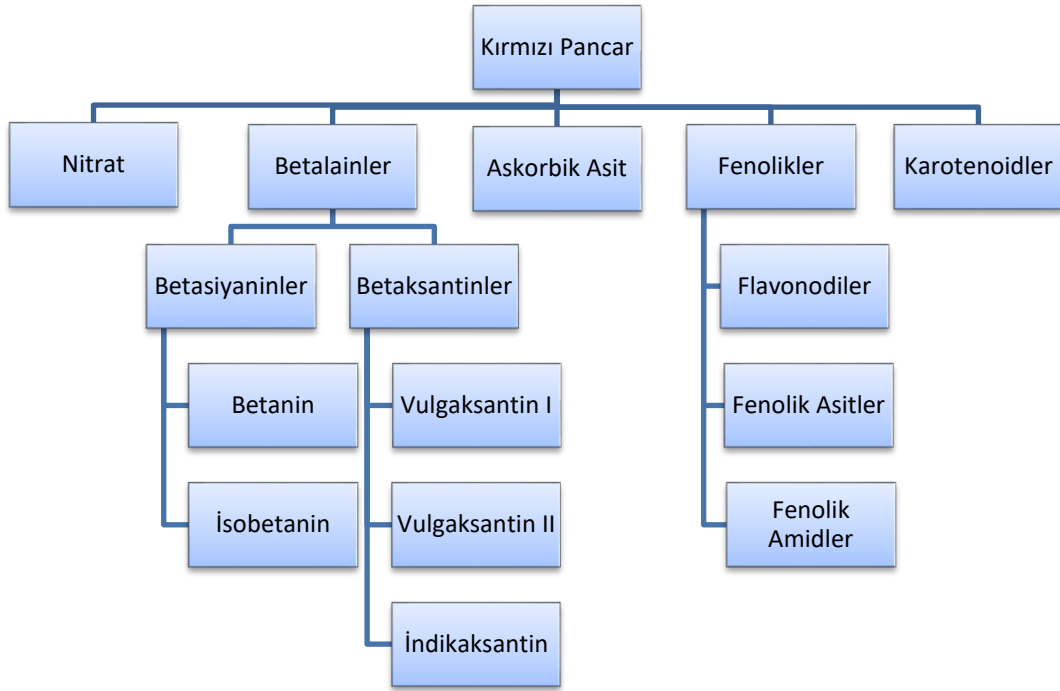 Kırmızı Pancar
Nitrat
Betalainler
Askorbik Asit
Fenolikler
Karotenoidler
Betasiyaninler
Betaksantinler
Flavonodiler
Betanin
Vulgaksantin I
Fenolik Asitler
İsobetanin
Vulgaksantin II
Fenolik
Amidler
İndikaksantin